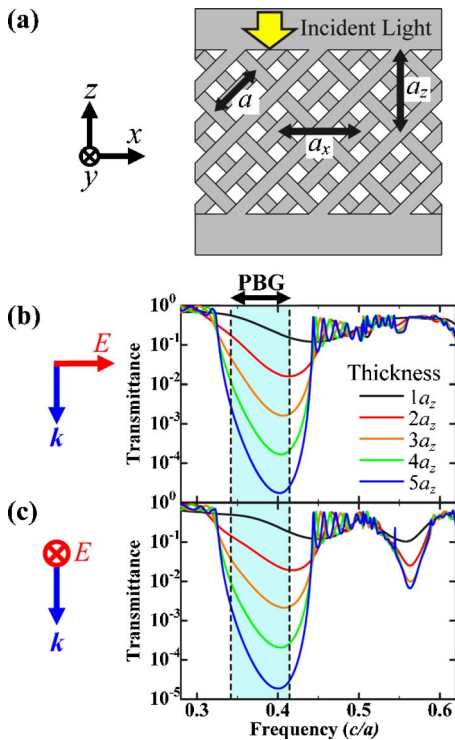 (a)
Incident Light
z
x
y
a
a_x
a_z
PBG
(b)
E
k
Transmittance
10^0
10^-1
10^-2
10^-3
10^-4
Thickness
1a_z
2a_z
3a_z
4a_z
5a_z
(c)
E
k
Transmittance
10^0
10^-1
10^-2
10^-3
10^-4
10^-5
0.3 0.4 0.5 0.6
Frequency (c/a)